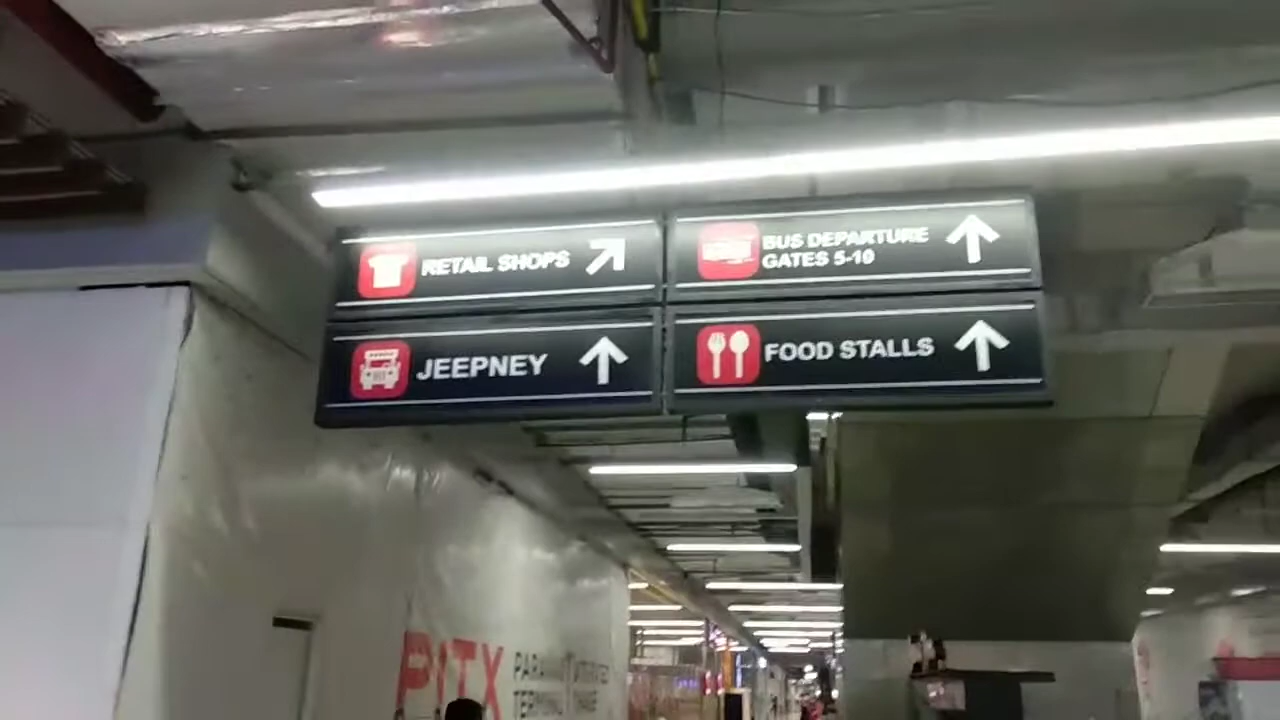 RETAIL SHOPS
BUS DEPARTURE
GATES 5-10
JEEPNEY
FOOD STALLS
PITX